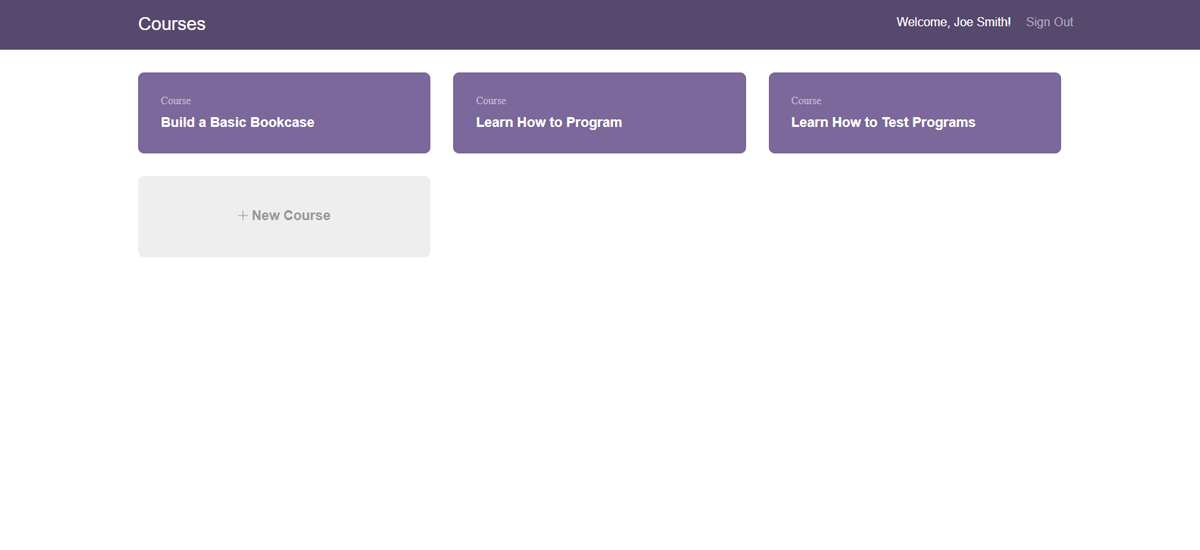 Courses
Welcome, Joe Smith! Sign Out
Course
Build a Basic Bookcase
Course
Learn How to Program
Course
Learn How to Test Programs
+ New Course